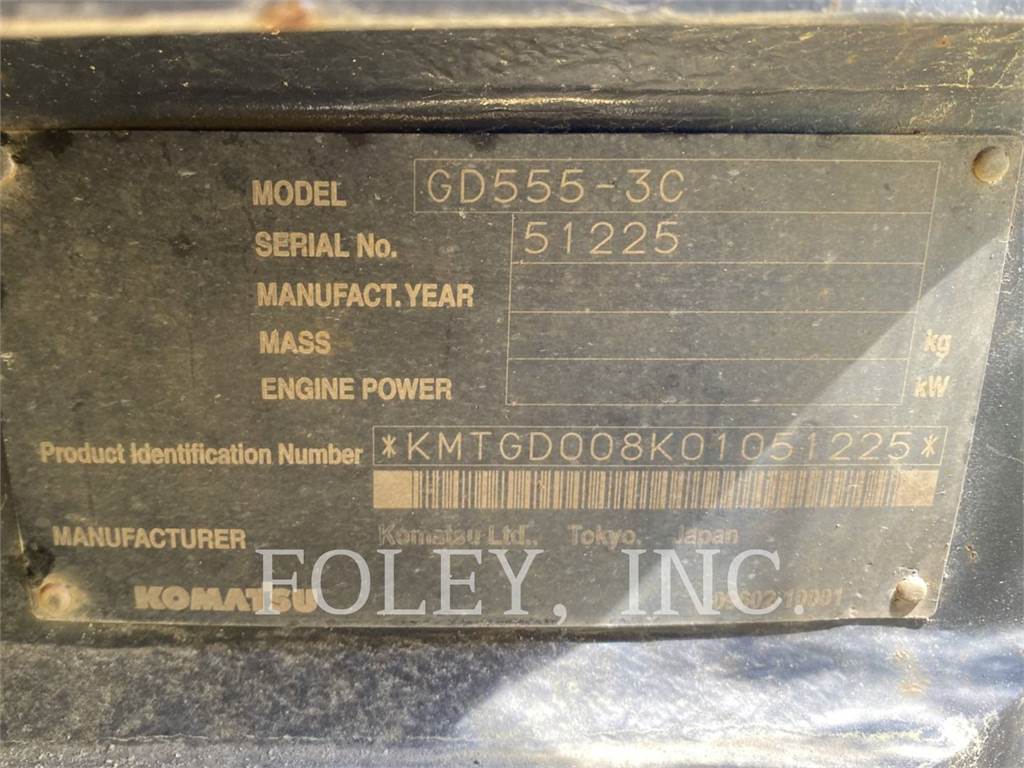 MODEL GD555-3C
SERIAL No. 51225
MANUFACT. YEAR
MASS kg
ENGINE POWER kW
Product Identification Number *KMTGD008K01051225*
MANUFACTURER Komatsu Ltd., Tokyo, Japan
KOMATSU
FOLEY, INC.